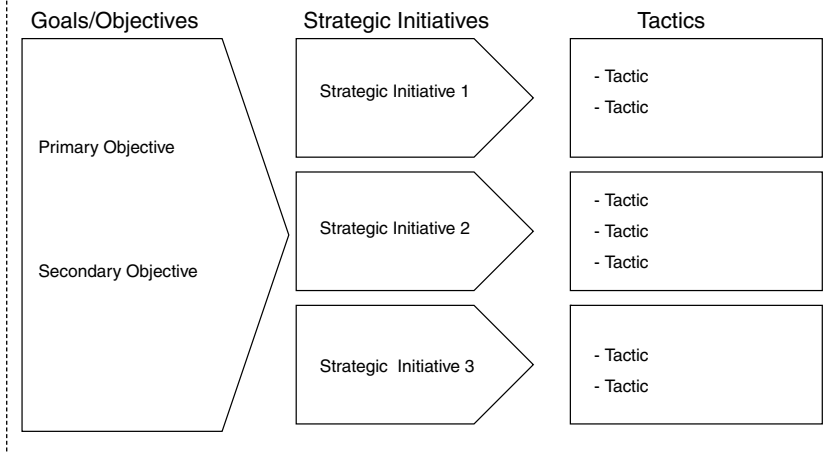 Goals/Objectives
Strategic Initiatives
Tactics
Primary Objective
Secondary Objective
Strategic Initiative 1
Strategic Initiative 2
Strategic Initiative 3
- Tactic
- Tactic
- Tactic
- Tactic
- Tactic
- Tactic
- Tactic